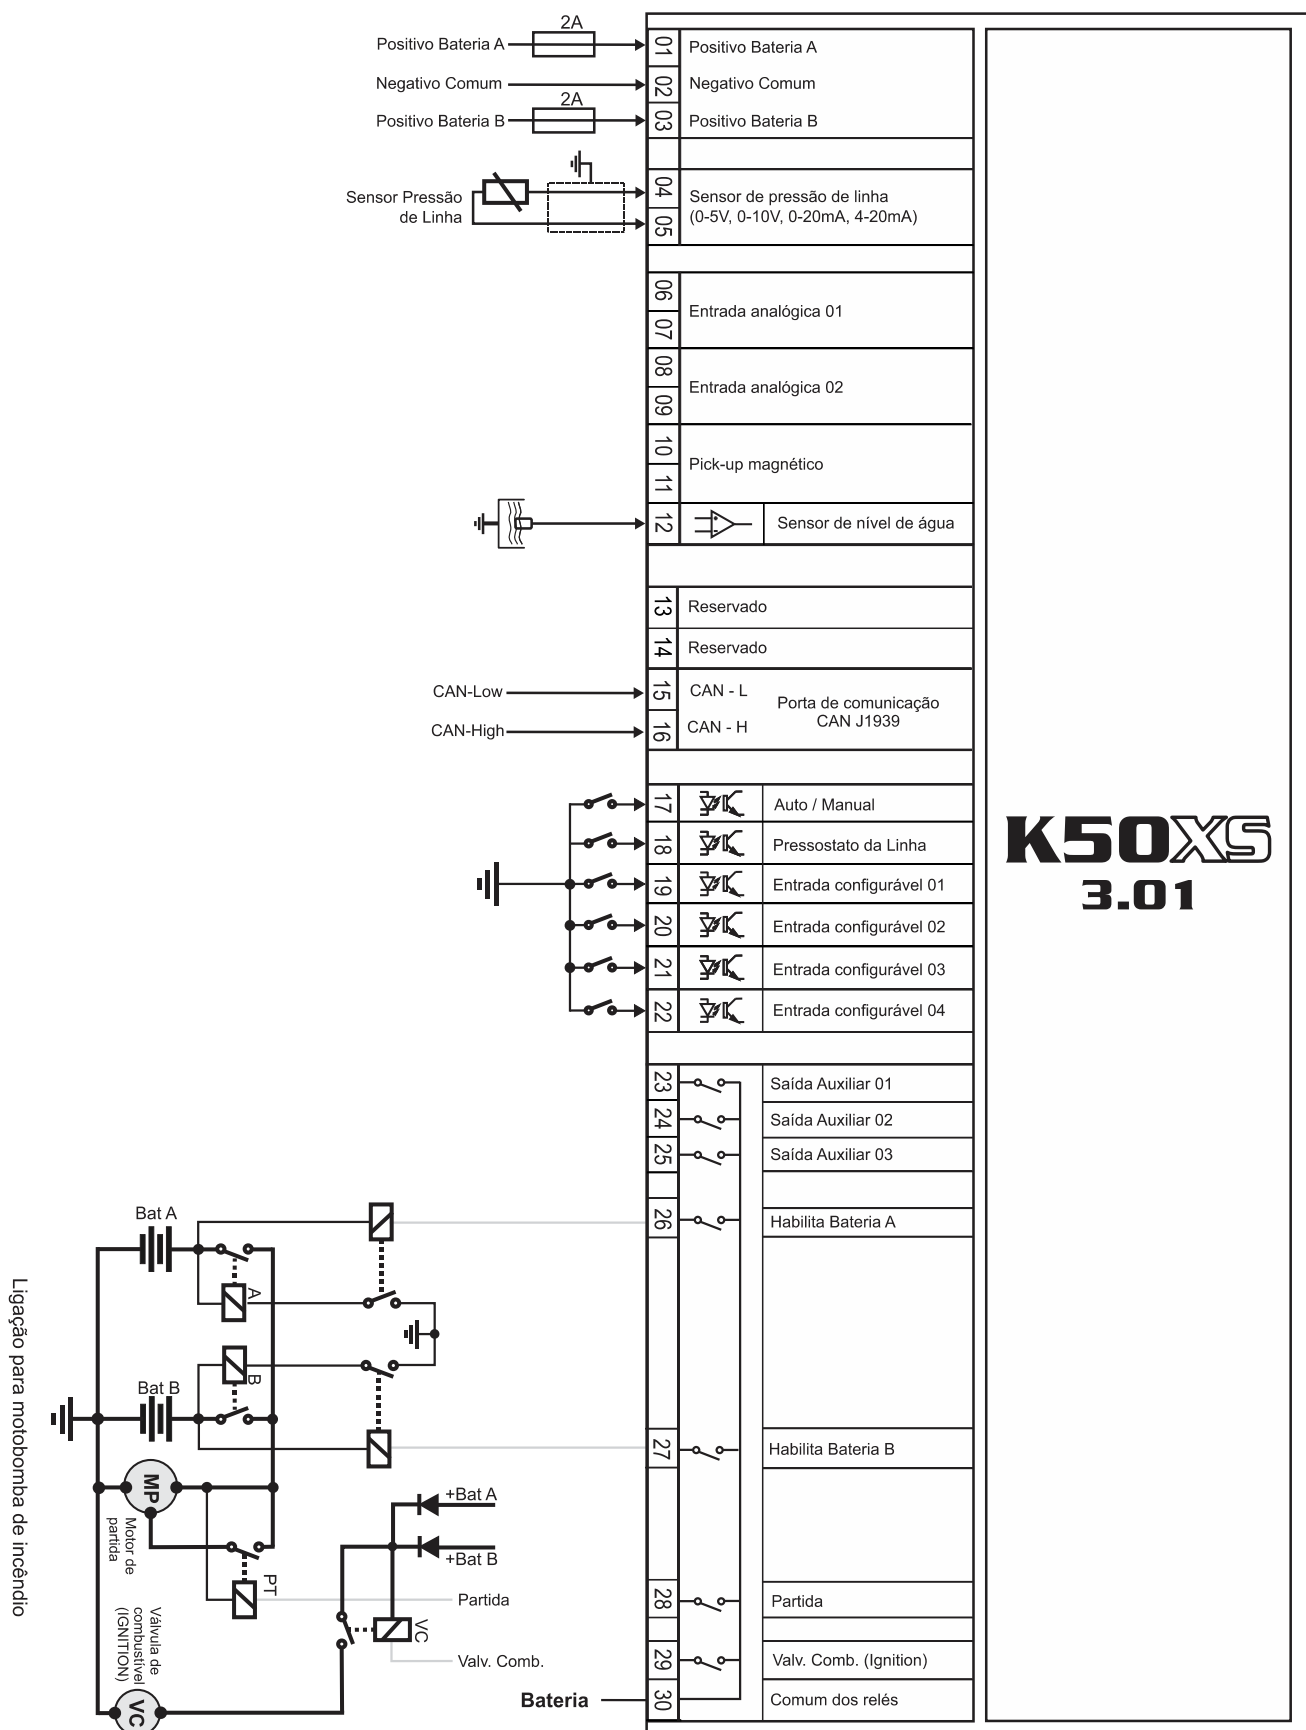 2A
Positivo Bateria A
01
Positivo Bateria A
Negativo Comum
02
Negativo Comum
2A
Positivo Bateria B
03
Positivo Bateria B
Sensor Pressão
de Linha
04
05
Sensor de pressão de linha
(0-5V, 0-10V, 0-20mA, 4-20mA)
06
07
Entrada analógica 01
08
09
Entrada analógica 02
10
11
Pick-up magnético
12
Sensor de nível de água
13
Reservado
14
Reservado
CAN-Low
15
CAN - L
CAN-High
16
CAN - H
Porta de comunicação
CAN J1939
17
Auto / Manual
18
Pressostato da Linha
19
Entrada configurável 01
20
Entrada configurável 02
21
Entrada configurável 03
22
Entrada configurável 04
K50XS
3.01
23
Saída Auxiliar 01
24
Saída Auxiliar 02
25
Saída Auxiliar 03
26
Habilita Bateria A
27
Habilita Bateria B
28
Partida
29
Valv. Comb. (Ignition)
30
Comum dos relés
Bat A
A
B
Bat B
MP
Motor de
partida
PT
+Bat A
+Bat B
Partida
VC
Valv. Comb.
Válvula de
combustível
(IGNITION)
VC
Bateria
Ligação para motobomba de incêndio